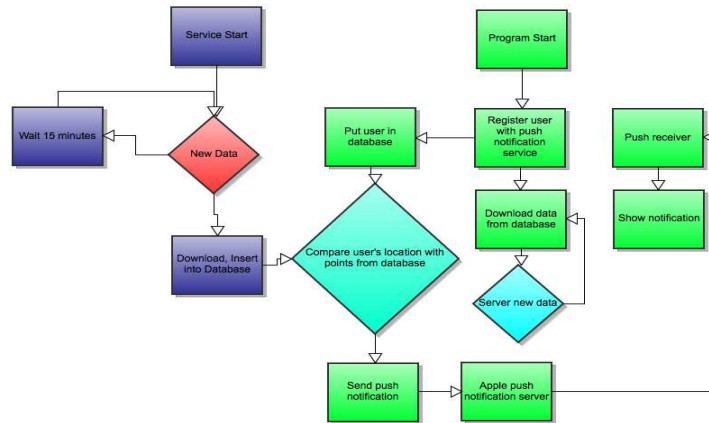 Service Start
Program Start
Wait 15 minutes
New Data
Put user in
database
Register user
with push
notification
service
Push receiver
Download data
from database
Show notification
Download, Insert
into Database
Compare user's location with
points from database
Server new data
Send push
notification
Apple push
notification server